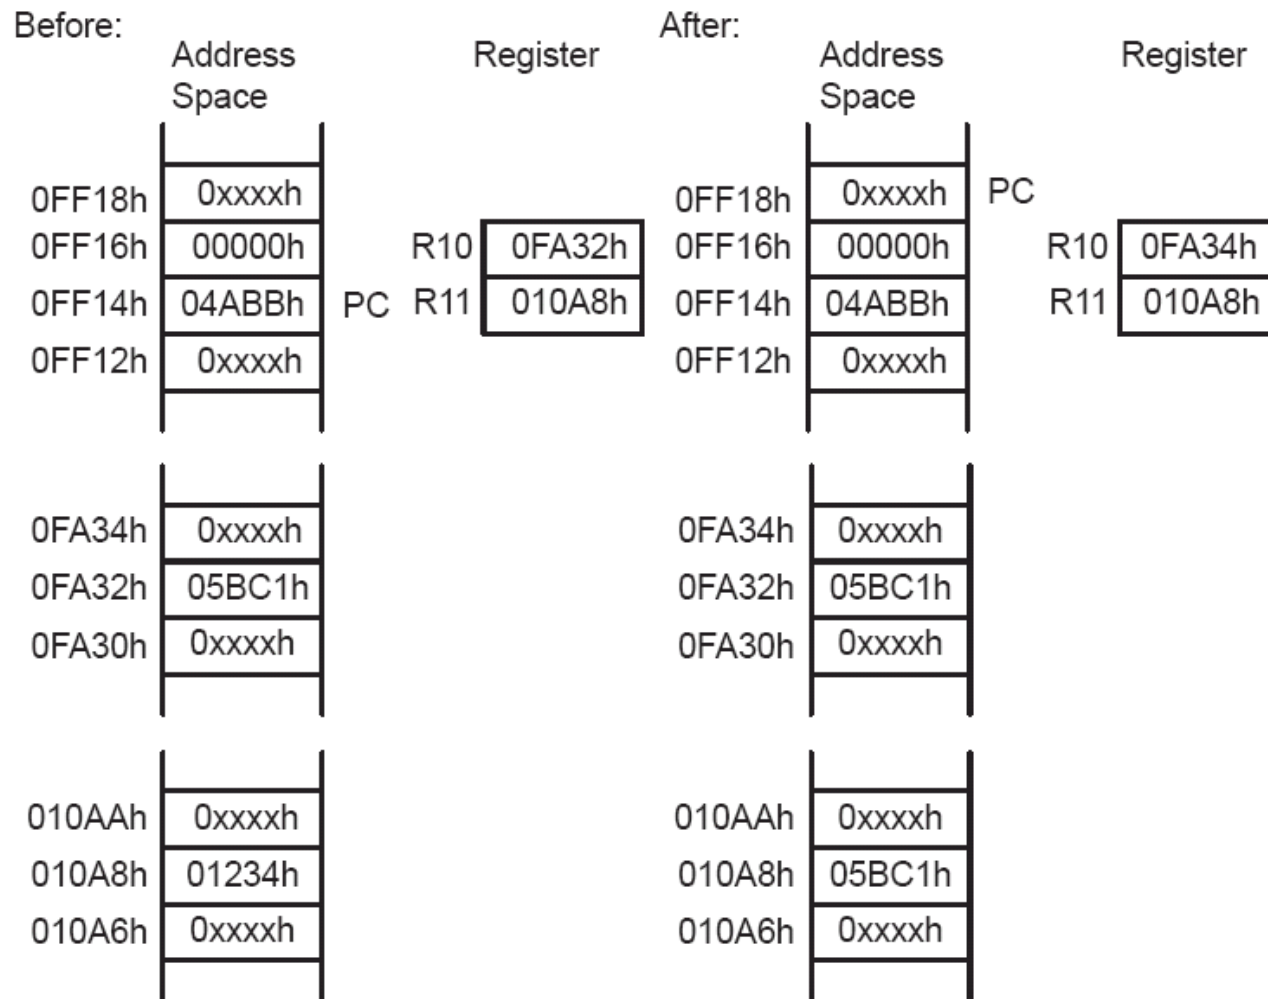 Before:
Address Space
Register
0FF18h 0xxxxh
0FF16h 00000h R10 0FA32h
0FF14h 04ABBh PC R11 010A8h
0FF12h 0xxxxh
0FA34h 0xxxxh
0FA32h 05BC1h
0FA30h 0xxxxh
010AAh 0xxxxh
010A8h 01234h
010A6h 0xxxxh
After:
Address Space
Register
0FF18h 0xxxxh PC
0FF16h 00000h R10 0FA34h
0FF14h 04ABBh R11 010A8h
0FF12h 0xxxxh
0FA34h 0xxxxh
0FA32h 05BC1h
0FA30h 0xxxxh
010AAh 0xxxxh
010A8h 05BC1h
010A6h 0xxxxh